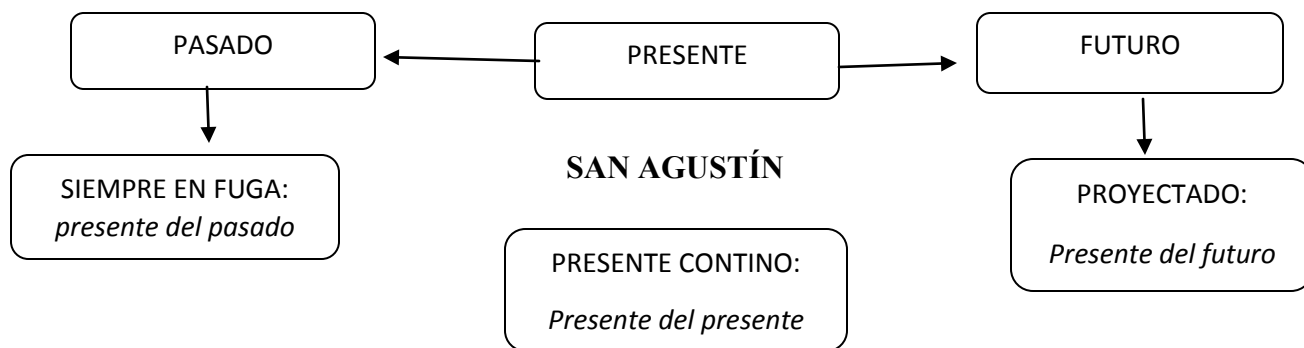 PASADO
PRESENTE
FUTURO
SAN AGUSTÍN
SIEMPRE EN FUGA:
presente del pasado
PRESENTE CONTINO:
Presente del presente
PROYECTADO:
Presente del futuro